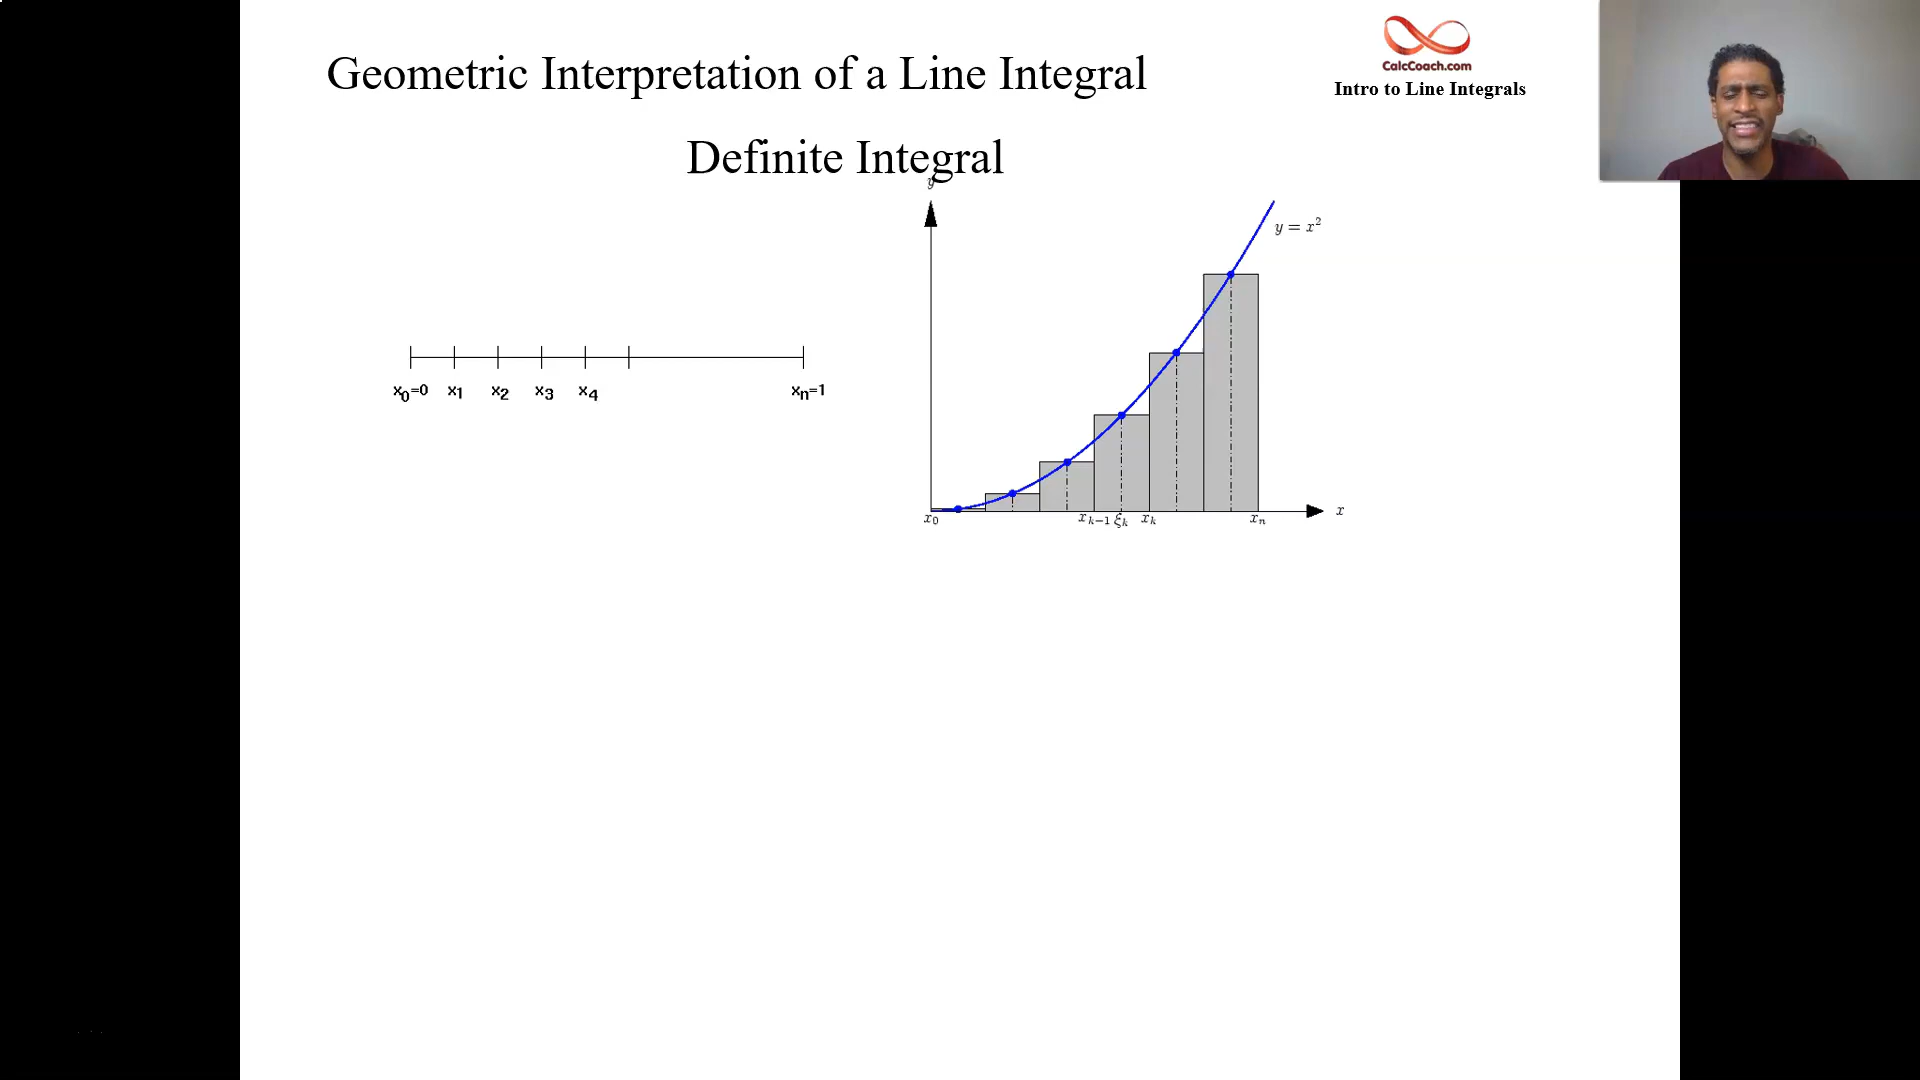 Geometric Interpretation of a Line Integral
CalcCoach.com
Intro to Line Integrals
Definite Integral
y
y = x²
x₀=0 x₁ x₂ x₃ x₄ xₙ=1
x₀ xₖ₋₁ ξₖ xₖ xₙ x